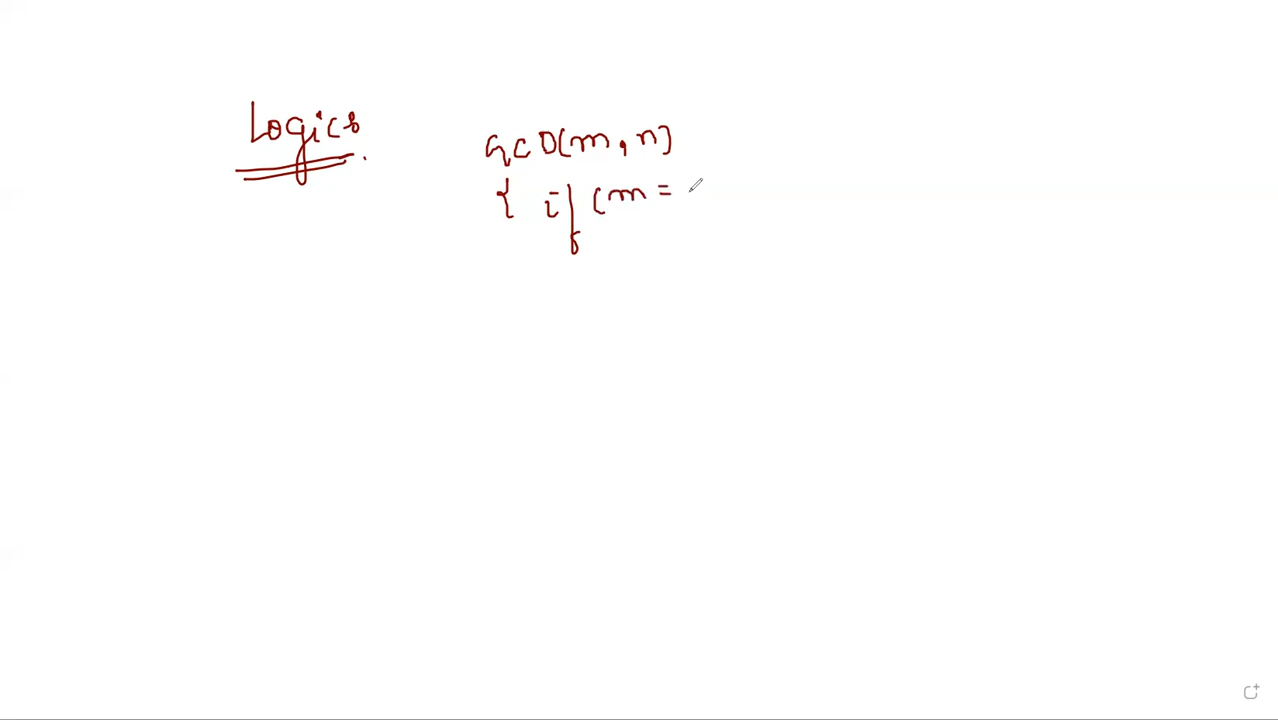 Logics
GCD(m, n)
{ if (m =